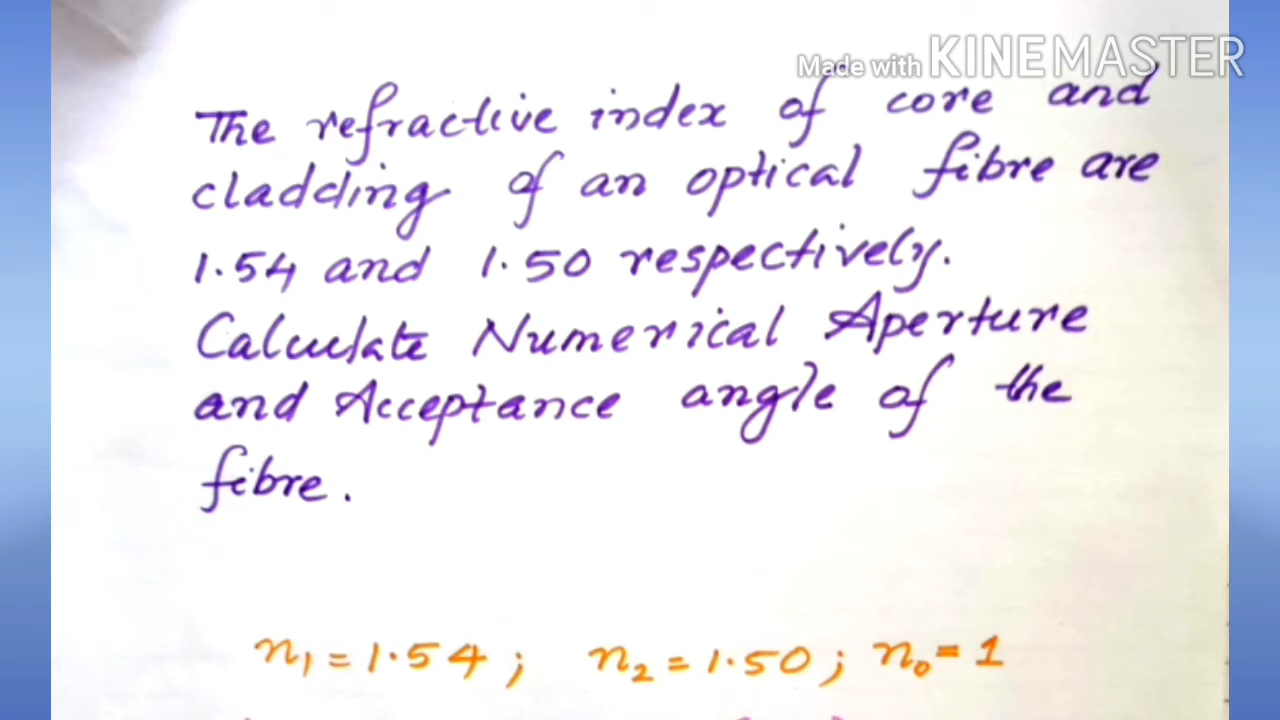 Made with KINEMASTER
The refractive index of core and
cladding of an optical fibre are
1.54 and 1.50 respectively.
Calculate Numerical Aperture
and Acceptance angle of the
fibre.
n₁ = 1.54 ; n₂ = 1.50 ; n₀ = 1